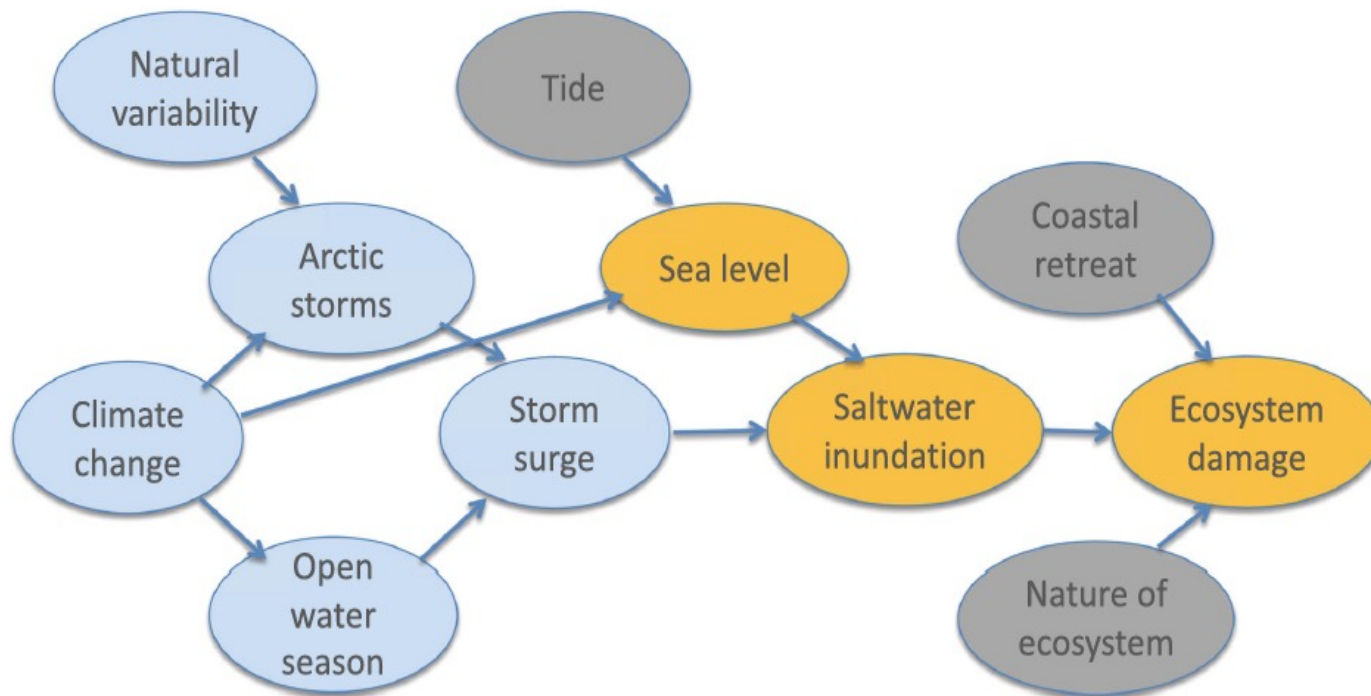 Natural
variability
Tide
Arctic
storms
Sea level
Coastal
retreat
Climate
change
Storm
surge
Saltwater
inundation
Ecosystem
damage
Open
water
season
Nature of
ecosystem